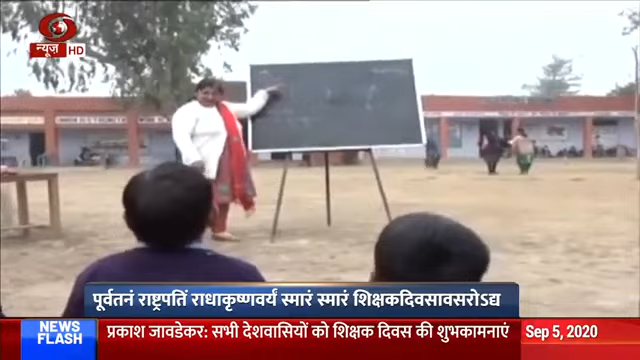 न्यूज़ HD
पूर्वतनं राष्ट्रपतिं राधाकृष्णवर्यं स्मारं स्मारं शिक्षकदिवसावसरोऽद्य
NEWS FLASH
प्रकाश जावडेकर: सभी देशवासियों को शिक्षक दिवस की शुभकामनाएं
Sep 5, 2020